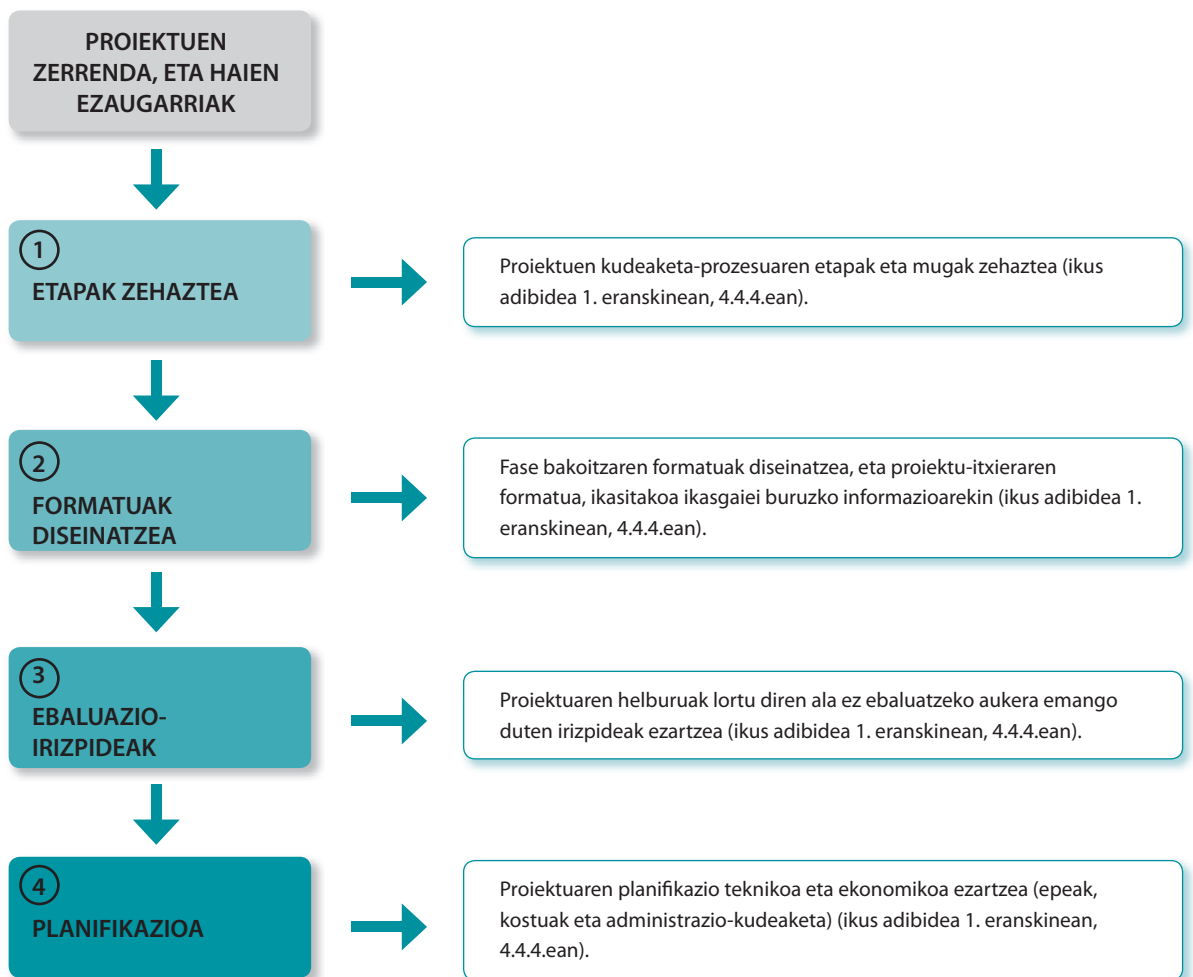 PROIEKTUEN
ZERRENDA, ETA HAIEN
EZAUGARRIAK
1
ETAPAK ZEHAZTEA
Proiektuen kudeaketa-prozesuaren etapak eta mugak zehaztea (ikus
adibidea 1. eranskinean, 4.4.4.ean).
2
FORMATUAK
DISEINATZEA
Fase bakoitzaren formatuak diseinatzea, eta proiektu-itxieraren
formatua, ikasitakoa ikasgaiei buruzko informazioarekin (ikus adibidea 1.
eranskinean, 4.4.4.ean).
3
EBALUAZIO-
IRIZPIDEAK
Proiektuaren helburuak lortu diren ala ez ebaluatzeko aukera emango
duten irizpideak ezartzea (ikus adibidea 1. eranskinean, 4.4.4.ean).
4
PLANIFIKAZIOA
Proiektuaren planifikazio teknikoa eta ekonomikoa ezartzea (epeak,
kostuak eta administrazio-kudeaketa) (ikus adibidea 1. eranskinean,
4.4.4.ean).